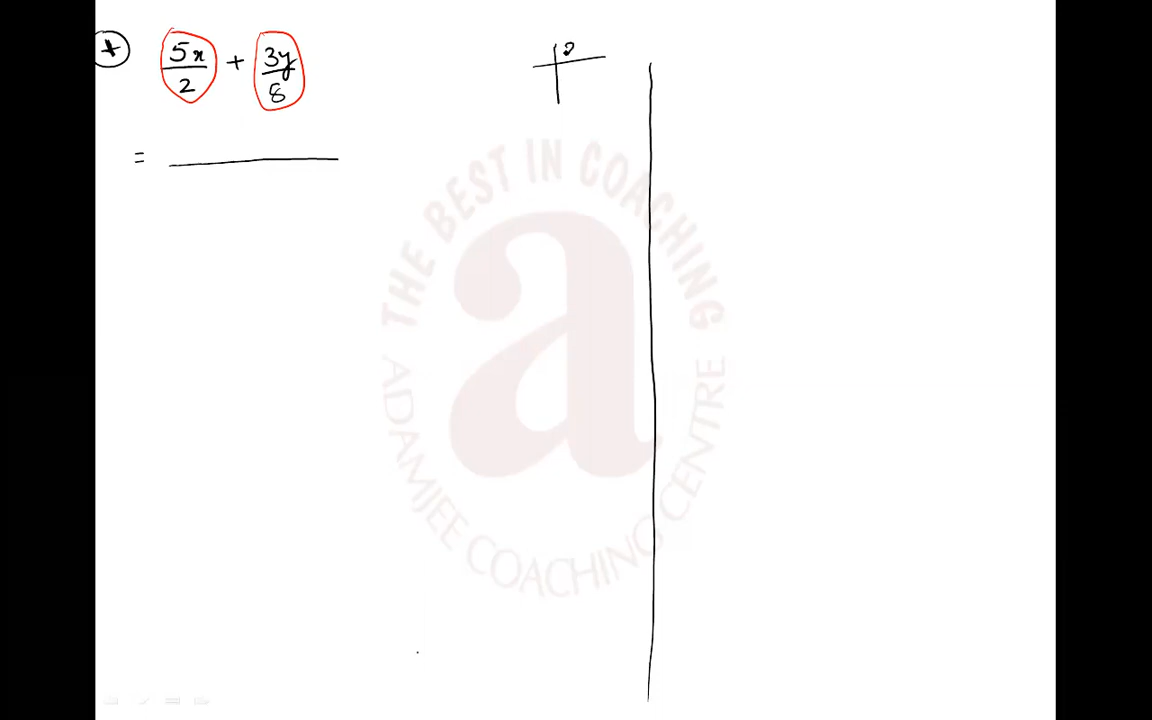 + 5x/2 + 3y/8
2
=
THE BEST IN COACHING
a
ADAMJEE COACHING CENTRE